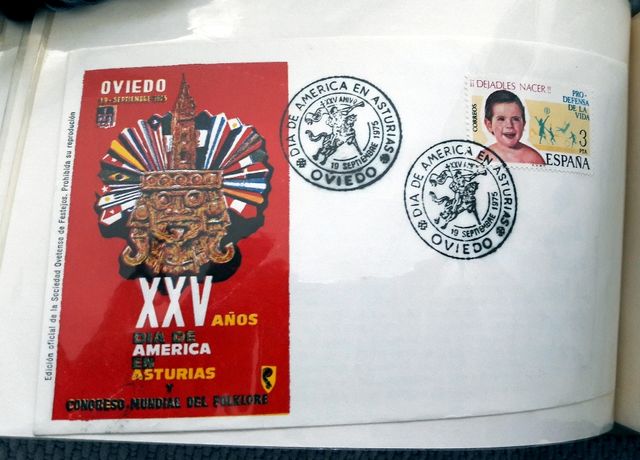 Edición oficial de la Sociedad Ovetense de Festejos. Prohibida su reproducción
OVIEDO
19 - SEPTIEMBRE 1975
XXV AÑOS
DIA DE
AMERICA
EN
ASTURIAS
Y
CONGRESO MUNDIAL DEL FOLKLORE
DIA DE AMERICA EN ASTURIAS
XXV ANIV.
19 SEPTIEMBRE 1975
OVIEDO
DIA DE AMERICA EN ASTURIAS
XXV ANIV.
19 SEPTIEMBRE 1975
OVIEDO
¡¡ DEJADLES NACER !!
PRO-
DEFENSA
DE LA
VIDA
CORREOS
3
PTA
ESPAÑA